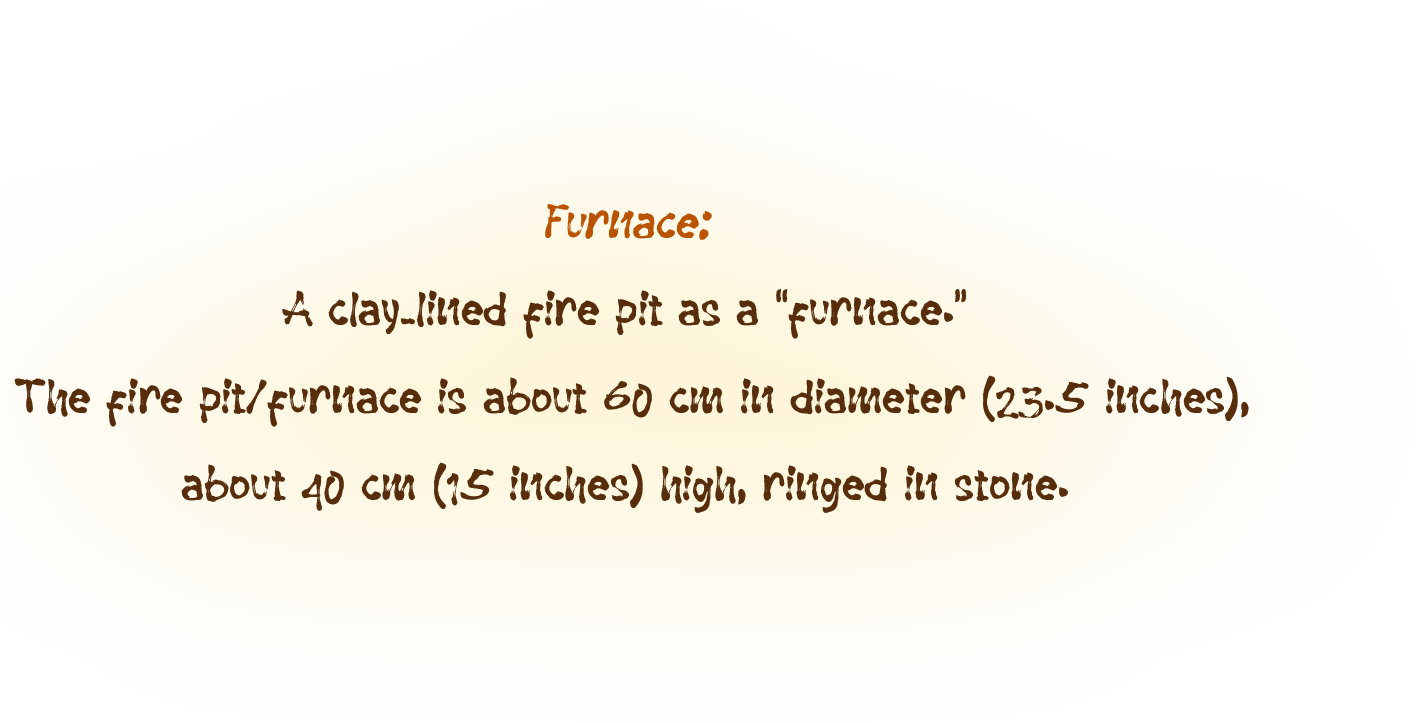 Furnace:
A clay-lined fire pit as a "furnace."
The fire pit/furnace is about 60 cm in diameter (23.5 inches),
about 40 cm (15 inches) high, ringed in stone.